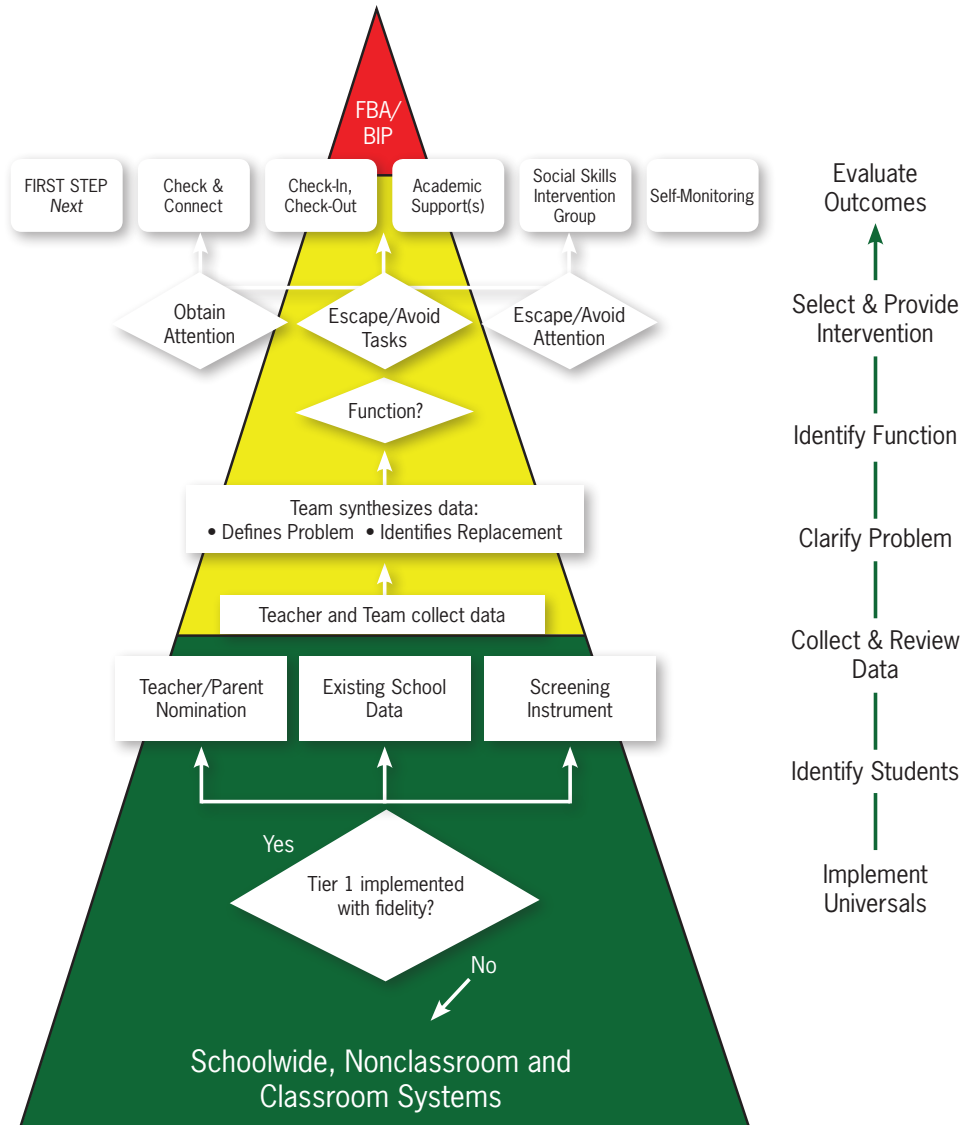 FBA/
BIP
FIRST STEP
Next
Check &
Connect
Check-In,
Check-Out
Academic
Support(s)
Social Skills
Intervention
Group
Self-Monitoring
Obtain
Attention
Escape/Avoid
Tasks
Escape/Avoid
Attention
Function?
Team synthesizes data:
• Defines Problem • Identifies Replacement
Teacher and Team collect data
Teacher/Parent
Nomination
Existing School
Data
Screening
Instrument
Yes
Tier 1 implemented
with fidelity?
No
Schoolwide, Nonclassroom and
Classroom Systems
Evaluate
Outcomes
Select & Provide
Intervention
Identify Function
Clarify Problem
Collect & Review
Data
Identify Students
Implement
Universals